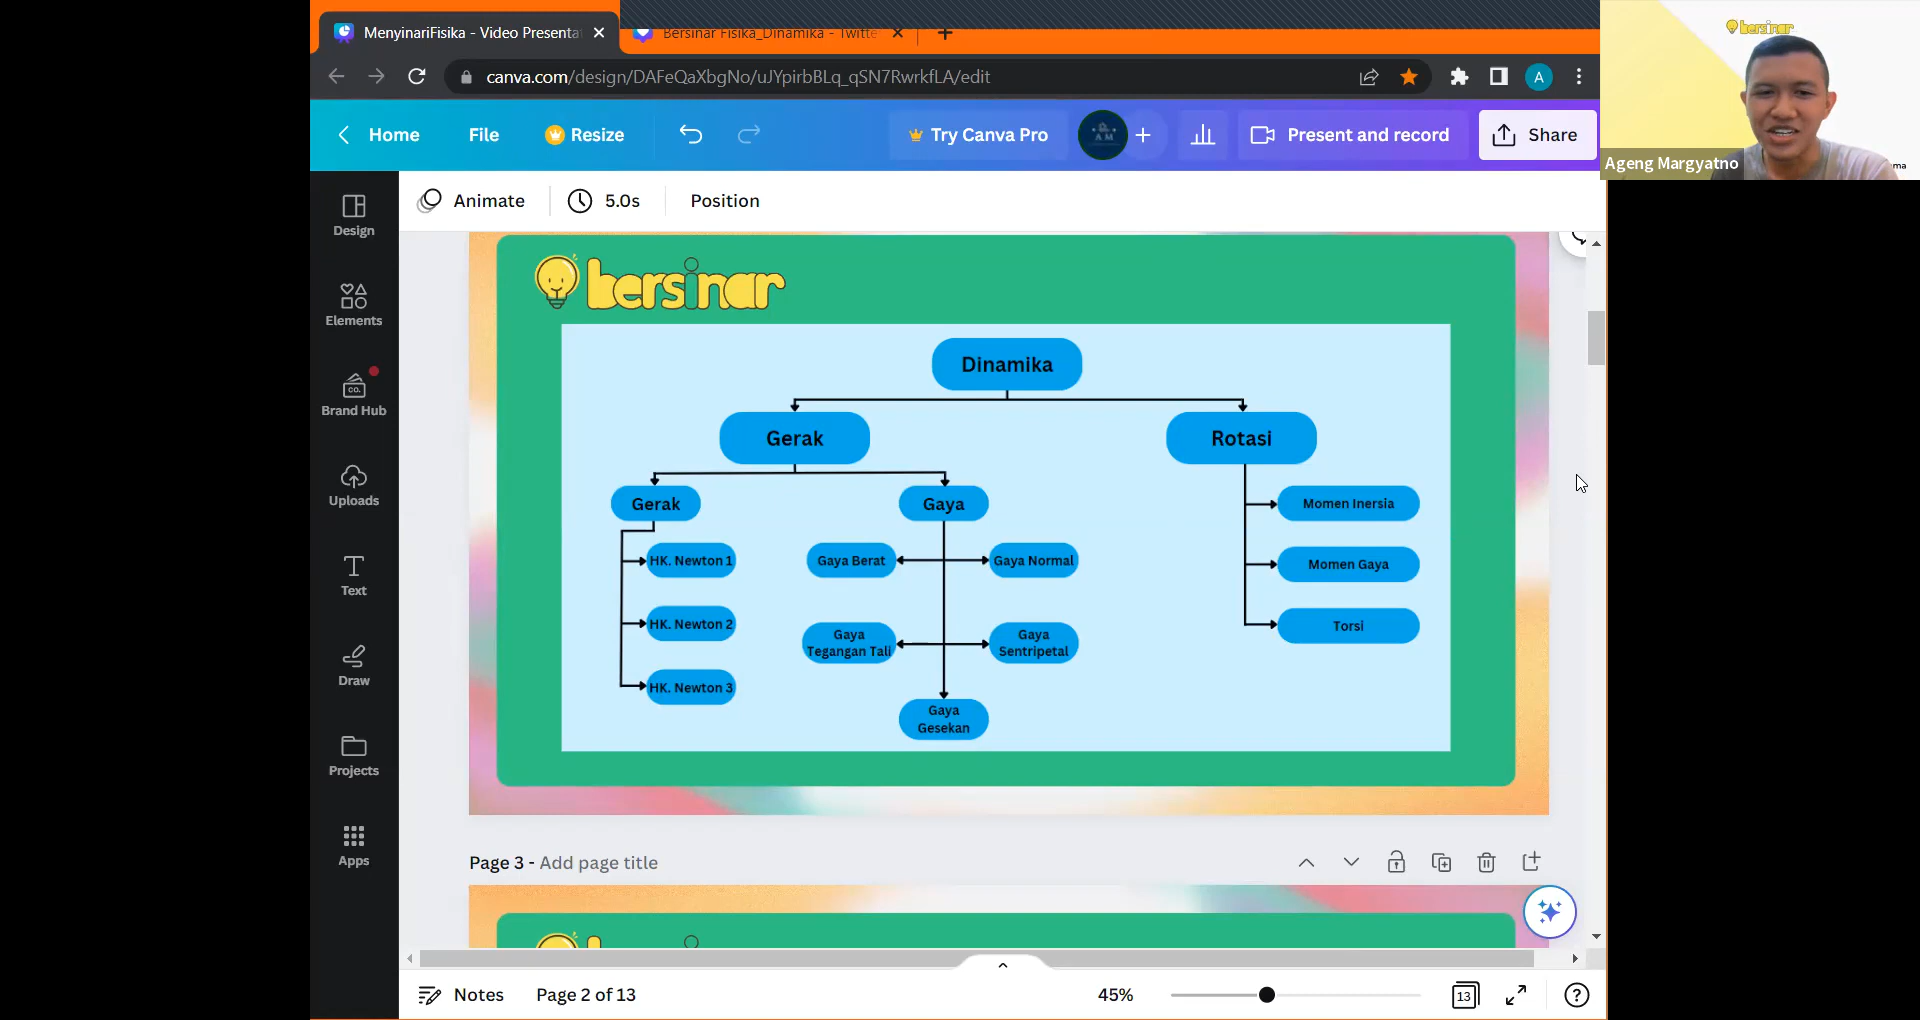 MenyinariFisika - Video Presenta
Bersinar Fisika_Dinamika - Twitte
canva.com/design/DAFeQaXbgNo/uJYpirbBLq_qSN7RwrkfLA/edit
A
bersinar
Home
File
Resize
Try Canva Pro
AM
Present and record
Share
Ageng Margyatno
ma
Animate
5.0s
Position
Design
Elements
Brand Hub
CO.
Uploads
Text
Draw
Projects
Apps
bersinar
Dinamika
Gerak
Rotasi
Gerak
Gaya
Momen Inersia
HK. Newton 1
Gaya Berat
Gaya Normal
Momen Gaya
HK. Newton 2
Gaya
Tegangan Tali
Gaya
Sentripetal
Torsi
HK. Newton 3
Gaya
Gesekan
Page 3 - Add page title
Notes
Page 2 of 13
45%
13
?